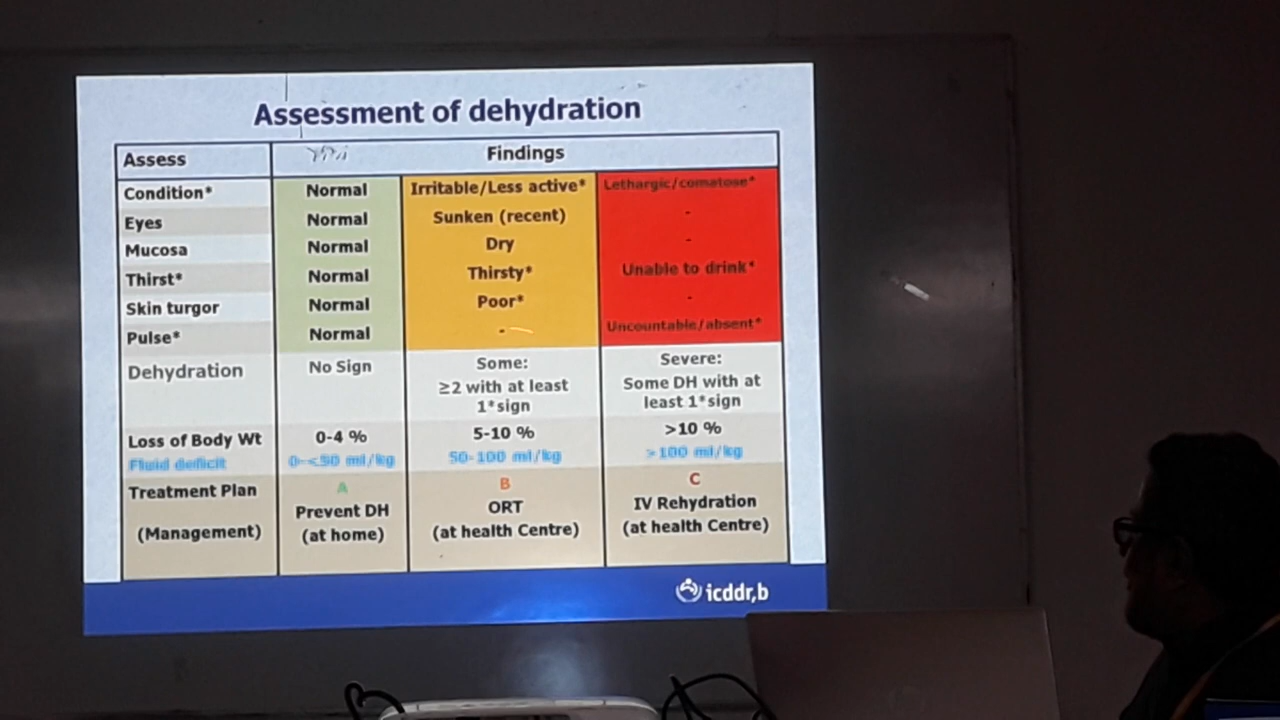 Assessment of dehydration
Assess Findings
Condition* Normal Irritable/Less active* Lethargic/comatose*
Eyes Normal Sunken (recent) -
Mucosa Normal Dry -
Thirst* Normal Thirsty* Unable to drink*
Skin turgor Normal Poor* -
Pulse* Normal - Uncountable/absent*
Dehydration No Sign Some: Severe:
≥2 with at least Some DH with at
1*sign least 1*sign
Loss of Body Wt 0-4 % 5-10 % >10 %
Fluid deficit 0-<50 ml/kg 50-100 ml/kg >100 ml/kg
Treatment Plan A B C
Prevent DH ORT IV Rehydration
(Management) (at home) (at health Centre) (at health Centre)
icddr,b